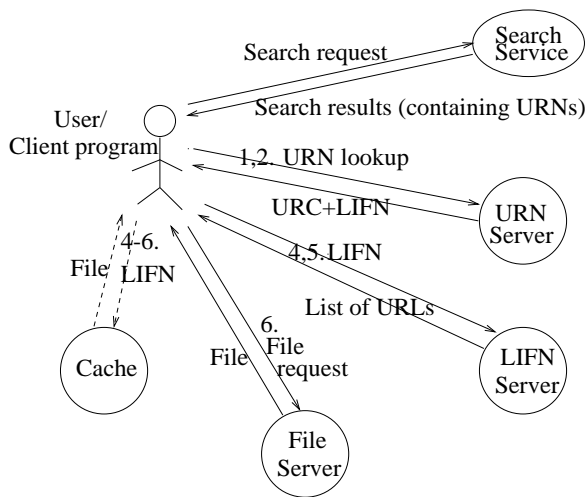 Search
Service
Search request
Search results (containing URNs)
User/
Client program
1,2. URN lookup
URC+LIFN
URN
Server
4-6.
LIFN
File
4,5. LIFN
List of URLs
LIFN
Server
6.
File
request
File
Cache
File
Server